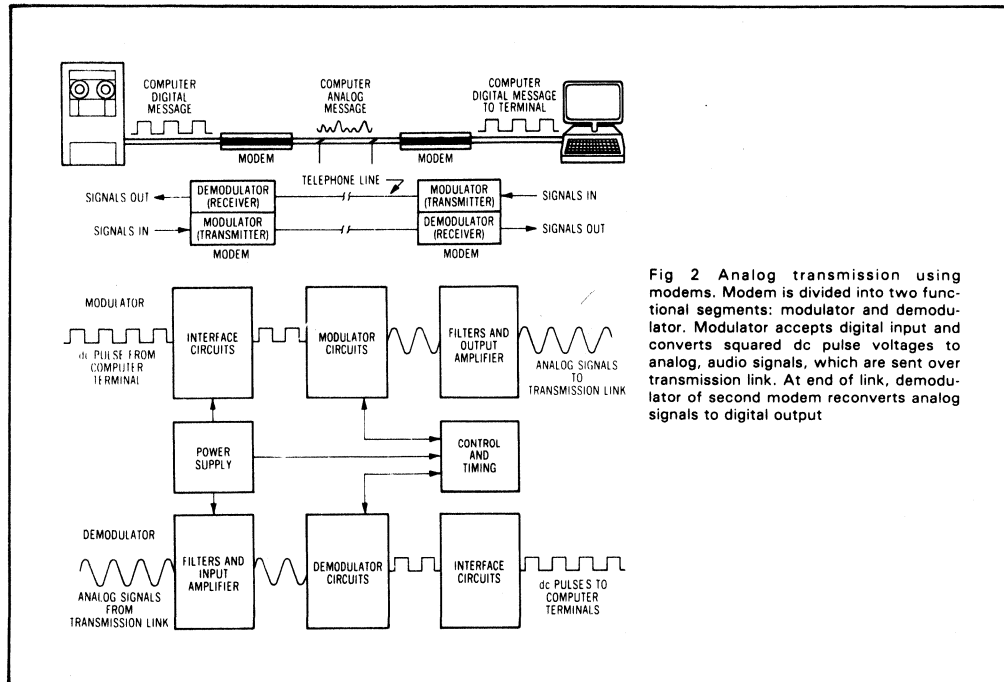 COMPUTER
DIGITAL
MESSAGE
COMPUTER
ANALOG
MESSAGE
COMPUTER
DIGITAL MESSAGE
TO TERMINAL
MODEM
MODEM
TELEPHONE LINE
SIGNALS OUT
DEMODULATOR
(RECEIVER)
MODULATOR
(TRANSMITTER)
SIGNALS IN
SIGNALS IN
MODULATOR
(TRANSMITTER)
DEMODULATOR
(RECEIVER)
SIGNALS OUT
MODEM
MODEM
MODULATOR
dc PULSE FROM
COMPUTER
TERMINAL
INTERFACE
CIRCUITS
MODULATOR
CIRCUITS
FILTERS AND
OUTPUT
AMPLIFIER
ANALOG SIGNALS
TO
TRANSMISSION LINK
POWER
SUPPLY
CONTROL
AND
TIMING
DEMODULATOR
ANALOG SIGNALS
FROM
TRANSMISSION LINK
FILTERS AND
INPUT
AMPLIFIER
DEMODULATOR
CIRCUITS
INTERFACE
CIRCUITS
dc PULSES TO
COMPUTER
TERMINALS
Fig 2 Analog transmission using
modems. Modem is divided into two func-
tional segments: modulator and demodu-
lator. Modulator accepts digital input and
converts squared dc pulse voltages to
analog, audio signals, which are sent over
transmission link. At end of link, demodu-
lator of second modem reconverts analog
signals to digital output